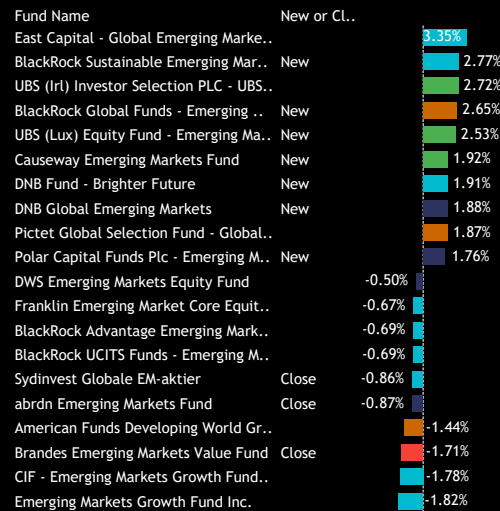 Fund Name New or Cl..
East Capital - Global Emerging Marke.. 3.35%
BlackRock Sustainable Emerging Mar.. New 2.77%
UBS (Irl) Investor Selection PLC - UBS.. 2.72%
BlackRock Global Funds - Emerging .. New 2.65%
UBS (Lux) Equity Fund - Emerging Ma.. New 2.53%
Causeway Emerging Markets Fund New 1.92%
DNB Fund - Brighter Future New 1.91%
DNB Global Emerging Markets New 1.88%
Pictet Global Selection Fund - Global.. 1.87%
Polar Capital Funds Plc - Emerging M.. New 1.76%
DWS Emerging Markets Equity Fund -0.50%
Franklin Emerging Market Core Equit.. -0.67%
BlackRock Advantage Emerging Mark.. -0.69%
BlackRock UCITS Funds - Emerging M.. -0.69%
Sydinvest Globale EM-aktier Close -0.86%
abrdn Emerging Markets Fund Close -0.87%
American Funds Developing World Gr.. -1.44%
Brandes Emerging Markets Value Fund Close -1.71%
CIF - Emerging Markets Growth Fund.. -1.78%
Emerging Markets Growth Fund Inc. -1.82%